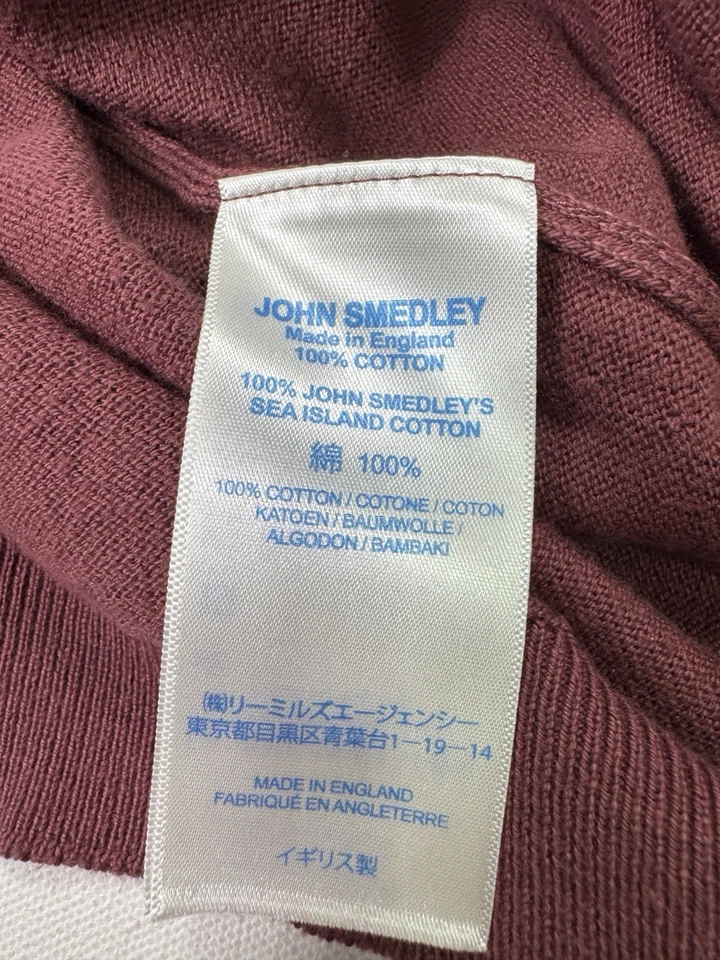 JOHN SMEDLEY
Made in England
100% COTTON
100% JOHN SMEDLEY'S
SEA ISLAND COTTON
綿 100%
100% COTTON / COTONE / COTON
KATOEN / BAUMWOLLE /
ALGODON / BAMBAKI
㈱リーミルズエージェンシー
東京都目黒区青葉台1−19−14
MADE IN ENGLAND
FABRIQUÉ EN ANGLETERRE
イギリス製